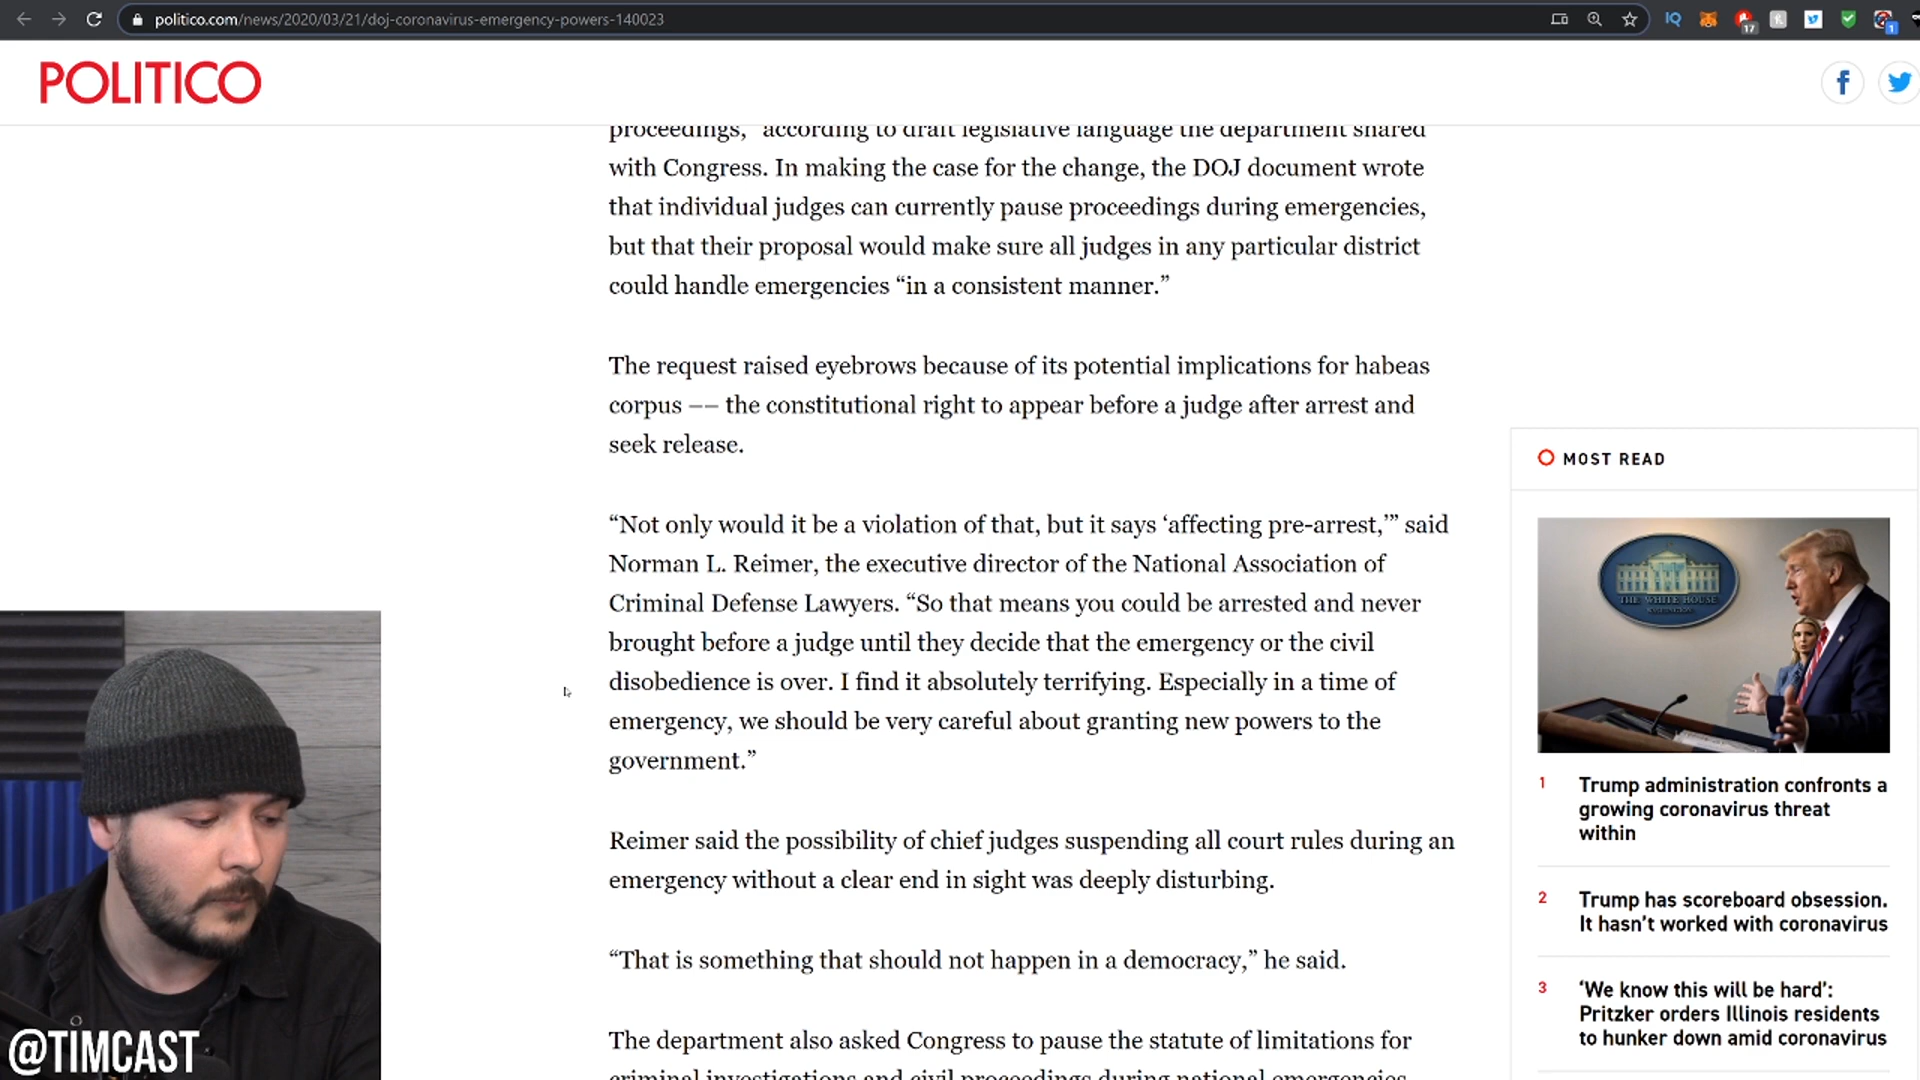 politico.com/news/2020/03/21/doj-coronavirus-emergency-powers-140023
IQ
17
1
POLITICO
proceedings,” according to draft legislative language the department shared
with Congress. In making the case for the change, the DOJ document wrote
that individual judges can currently pause proceedings during emergencies,
but that their proposal would make sure all judges in any particular district
could handle emergencies “in a consistent manner.”
The request raised eyebrows because of its potential implications for habeas
corpus –– the constitutional right to appear before a judge after arrest and
seek release.
“Not only would it be a violation of that, but it says ‘affecting pre-arrest,’” said
Norman L. Reimer, the executive director of the National Association of
Criminal Defense Lawyers. “So that means you could be arrested and never
brought before a judge until they decide that the emergency or the civil
disobedience is over. I find it absolutely terrifying. Especially in a time of
emergency, we should be very careful about granting new powers to the
government.”
Reimer said the possibility of chief judges suspending all court rules during an
emergency without a clear end in sight was deeply disturbing.
“That is something that should not happen in a democracy,” he said.
The department also asked Congress to pause the statute of limitations for
criminal investigations and civil proceedings during national emergencies
MOST READ
THE WHITE HOUSE
WASHINGTON
1 Trump administration confronts a
growing coronavirus threat
within
2 Trump has scoreboard obsession.
It hasn’t worked with coronavirus
3 ‘We know this will be hard’:
Pritzker orders Illinois residents
to hunker down amid coronavirus
@TIMCAST